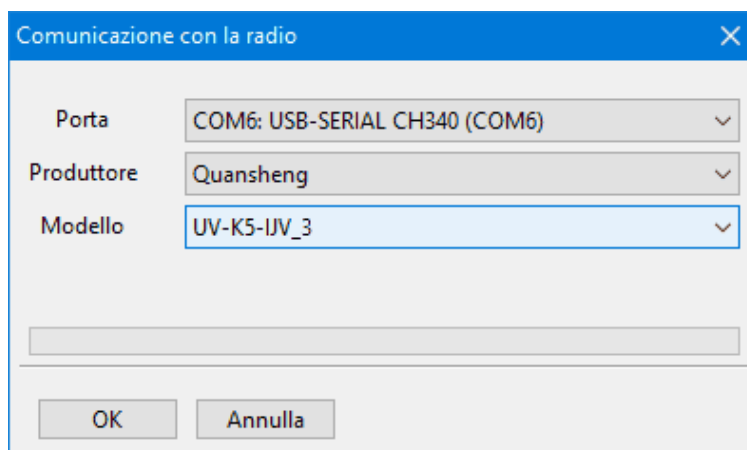 Comunicazione con la radio
Porta COM6: USB-SERIAL CH340 (COM6)
Produttore Quansheng
Modello UV-K5-IJV_3
OK Annulla